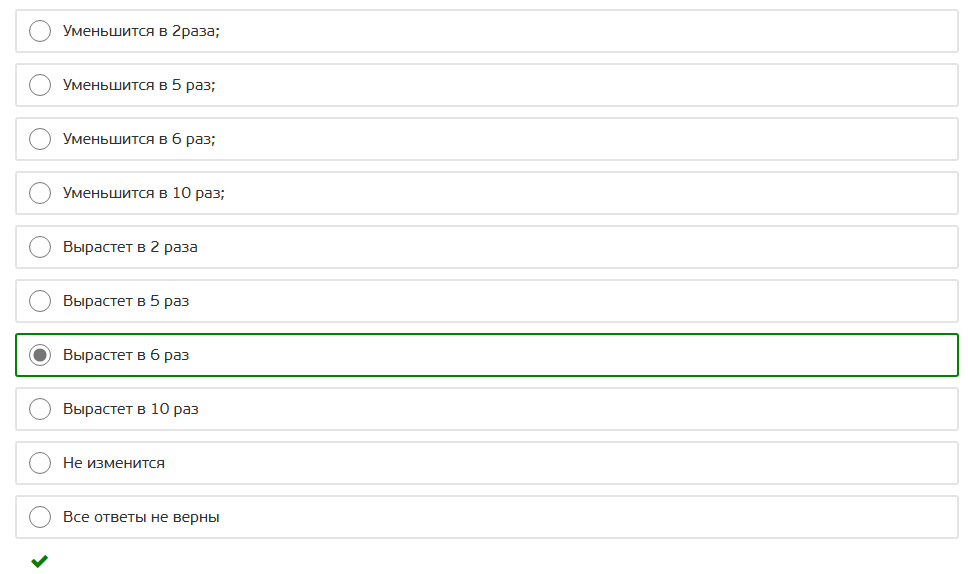 Уменьшится в 2раза;
Уменьшится в 5 раз;
Уменьшится в 6 раз;
Уменьшится в 10 раз;
Вырастет в 2 раза
Вырастет в 5 раз
Вырастет в 6 раз
Вырастет в 10 раз
Не изменится
Все ответы не верны